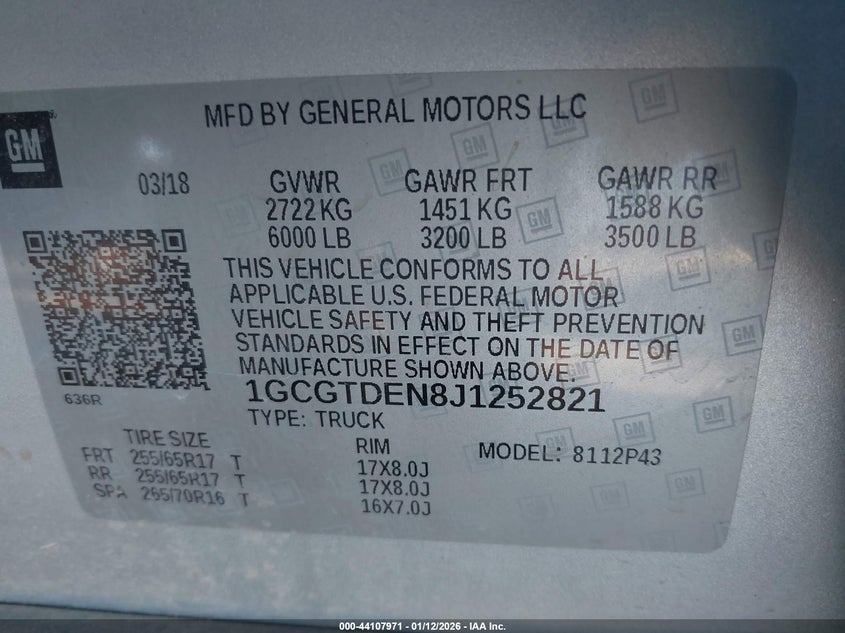 MFD BY GENERAL MOTORS LLC
GM
03/18 GVWR GAWR FRT GAWR RR
2722 KG 1451 KG 1588 KG
6000 LB 3200 LB 3500 LB
THIS VEHICLE CONFORMS TO ALL
APPLICABLE U.S. FEDERAL MOTOR
VEHICLE SAFETY AND THEFT PREVENTION
STANDARDS IN EFFECT ON THE DATE OF
MANUFACTURE SHOWN ABOVE.
636R
1GCGTDEN8J1252821
TYPE: TRUCK
TIRE SIZE RIM MODEL: 8112P43
FRT 255/65R17 T 17X8.0J
RR 255/65R17 T 17X8.0J
SPA 265/70R16 T 16X7.0J
000-44107971 - 01/12/2026 - IAA Inc.